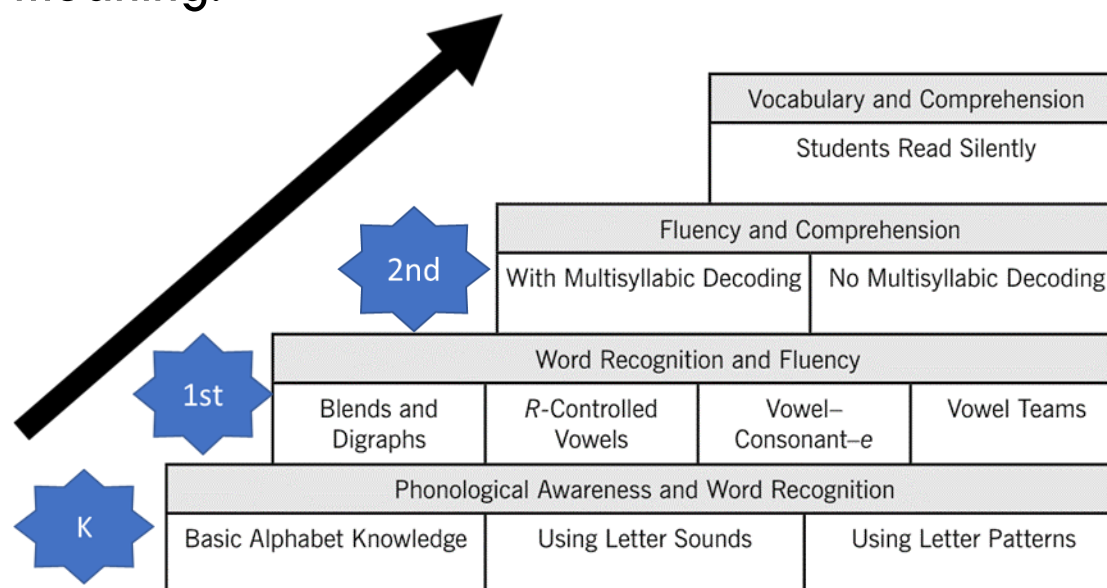 meaning.
Vocabulary and Comprehension
Students Read Silently
2nd
Fluency and Comprehension
With Multisyllabic Decoding
No Multisyllabic Decoding
1st
Word Recognition and Fluency
Blends and
Digraphs
R-Controlled
Vowels
Vowel–
Consonant–e
Vowel Teams
K
Phonological Awareness and Word Recognition
Basic Alphabet Knowledge
Using Letter Sounds
Using Letter Patterns